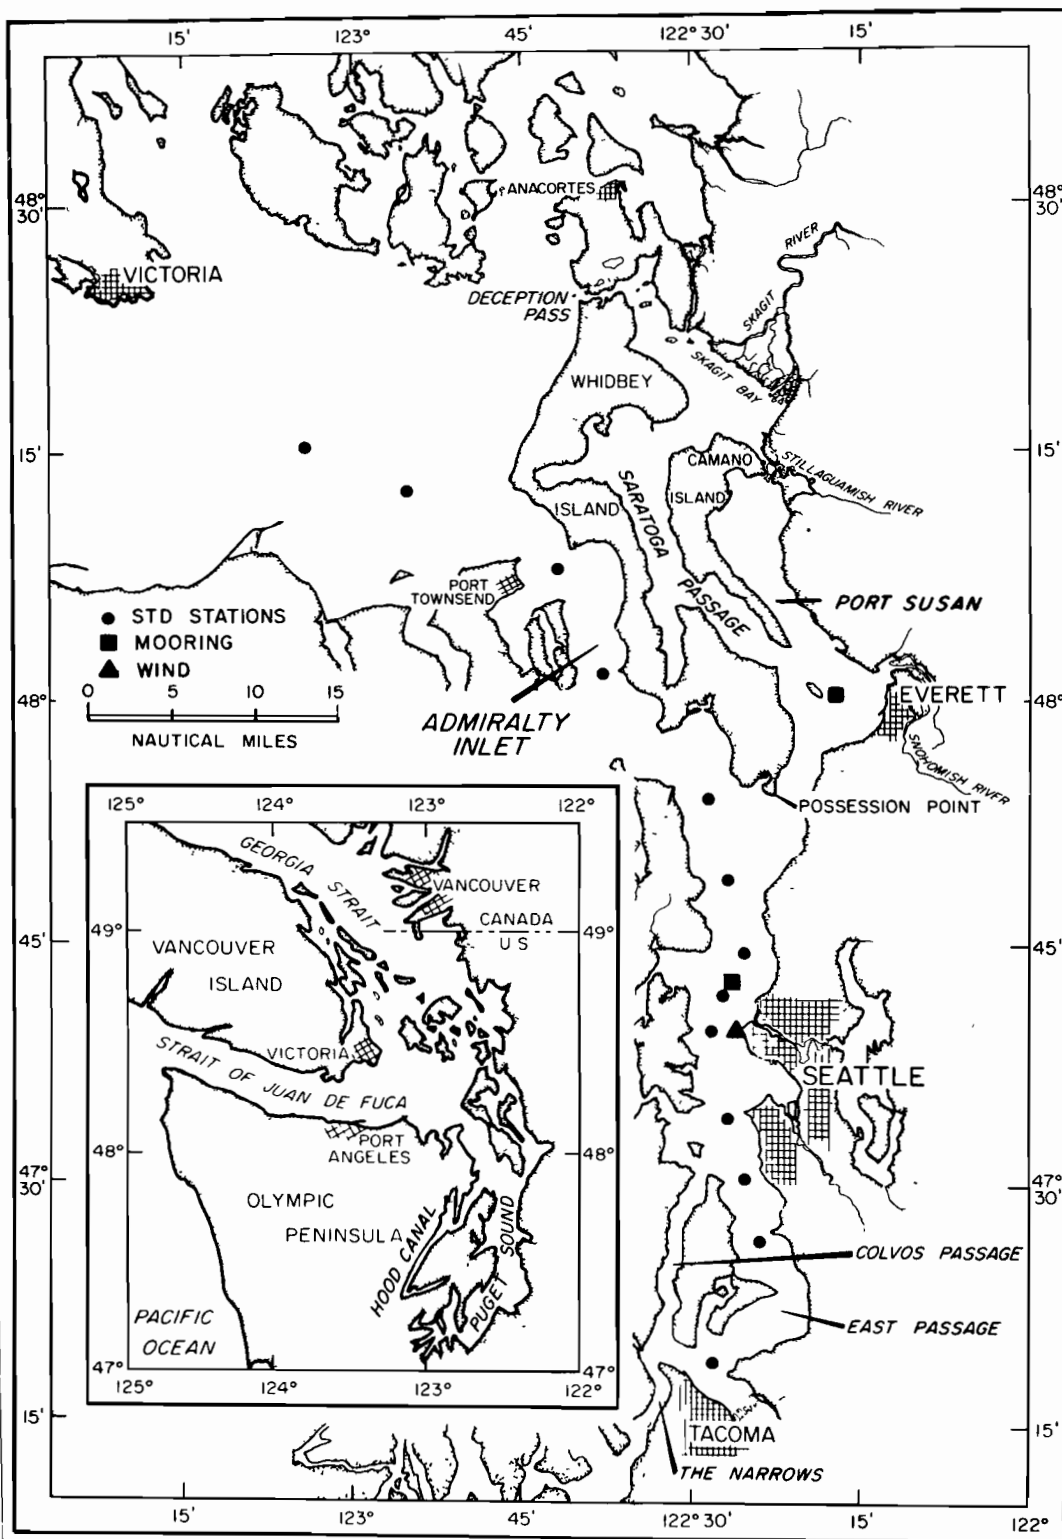 15'
123°
45'
122° 30'
15'
48°
30'
48°
30'
ANACORTES
RIVER
VICTORIA
SKAGIT
DECEPTION
PASS
SKAGIT BAY
WHIDBEY
15'
15'
CAMANO
STILLAGUAMISH RIVER
ISLAND
ISLAND
SARATOGA
PASSAGE
PORT
TOWNSEND
PORT SUSAN
STD STATIONS
MOORING
WIND
0 5 10 15
NAUTICAL MILES
48°
48°
EVERETT
ADMIRALTY
INLET
SNOHOMISH RIVER
POSSESSION POINT
125° 124° 123° 122°
GEORGIA STRAIT
VANCOUVER
CANADA
U S
49°
49°
VANCOUVER
ISLAND
VICTORIA
STRAIT OF JUAN DE FUCA
PORT
ANGELES
48°
48°
OLYMPIC
PENINSULA
HOOD CANAL
PUGET SOUND
PACIFIC
OCEAN
47°
47°
125° 124° 123° 122°
45'
45'
SEATTLE
47°
30'
47°
30'
COLVOS PASSAGE
EAST PASSAGE
15'
15'
TACOMA
THE NARROWS
15'
123°
45'
122° 30'
15'
122°